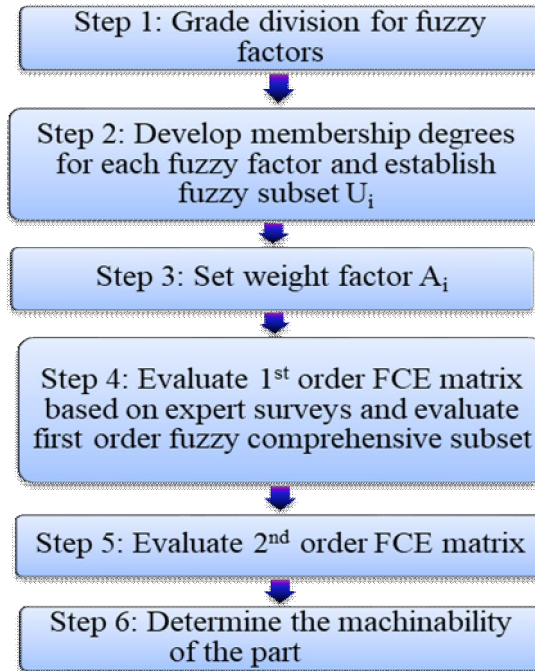 Step 1: Grade division for fuzzy
factors
Step 2: Develop membership degrees
for each fuzzy factor and establish
fuzzy subset Uᵢ
Step 3: Set weight factor Aᵢ
Step 4: Evaluate 1ˢᵗ order FCE matrix
based on expert surveys and evaluate
first order fuzzy comprehensive subset
Step 5: Evaluate 2ⁿᵈ order FCE matrix
Step 6: Determine the machinability
of the part